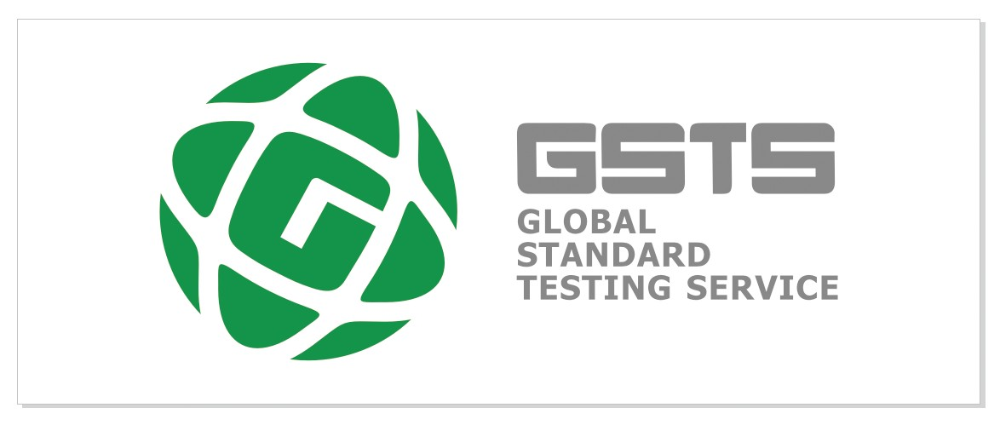 G
GSTS
GLOBAL
STANDARD
TESTING SERVICE